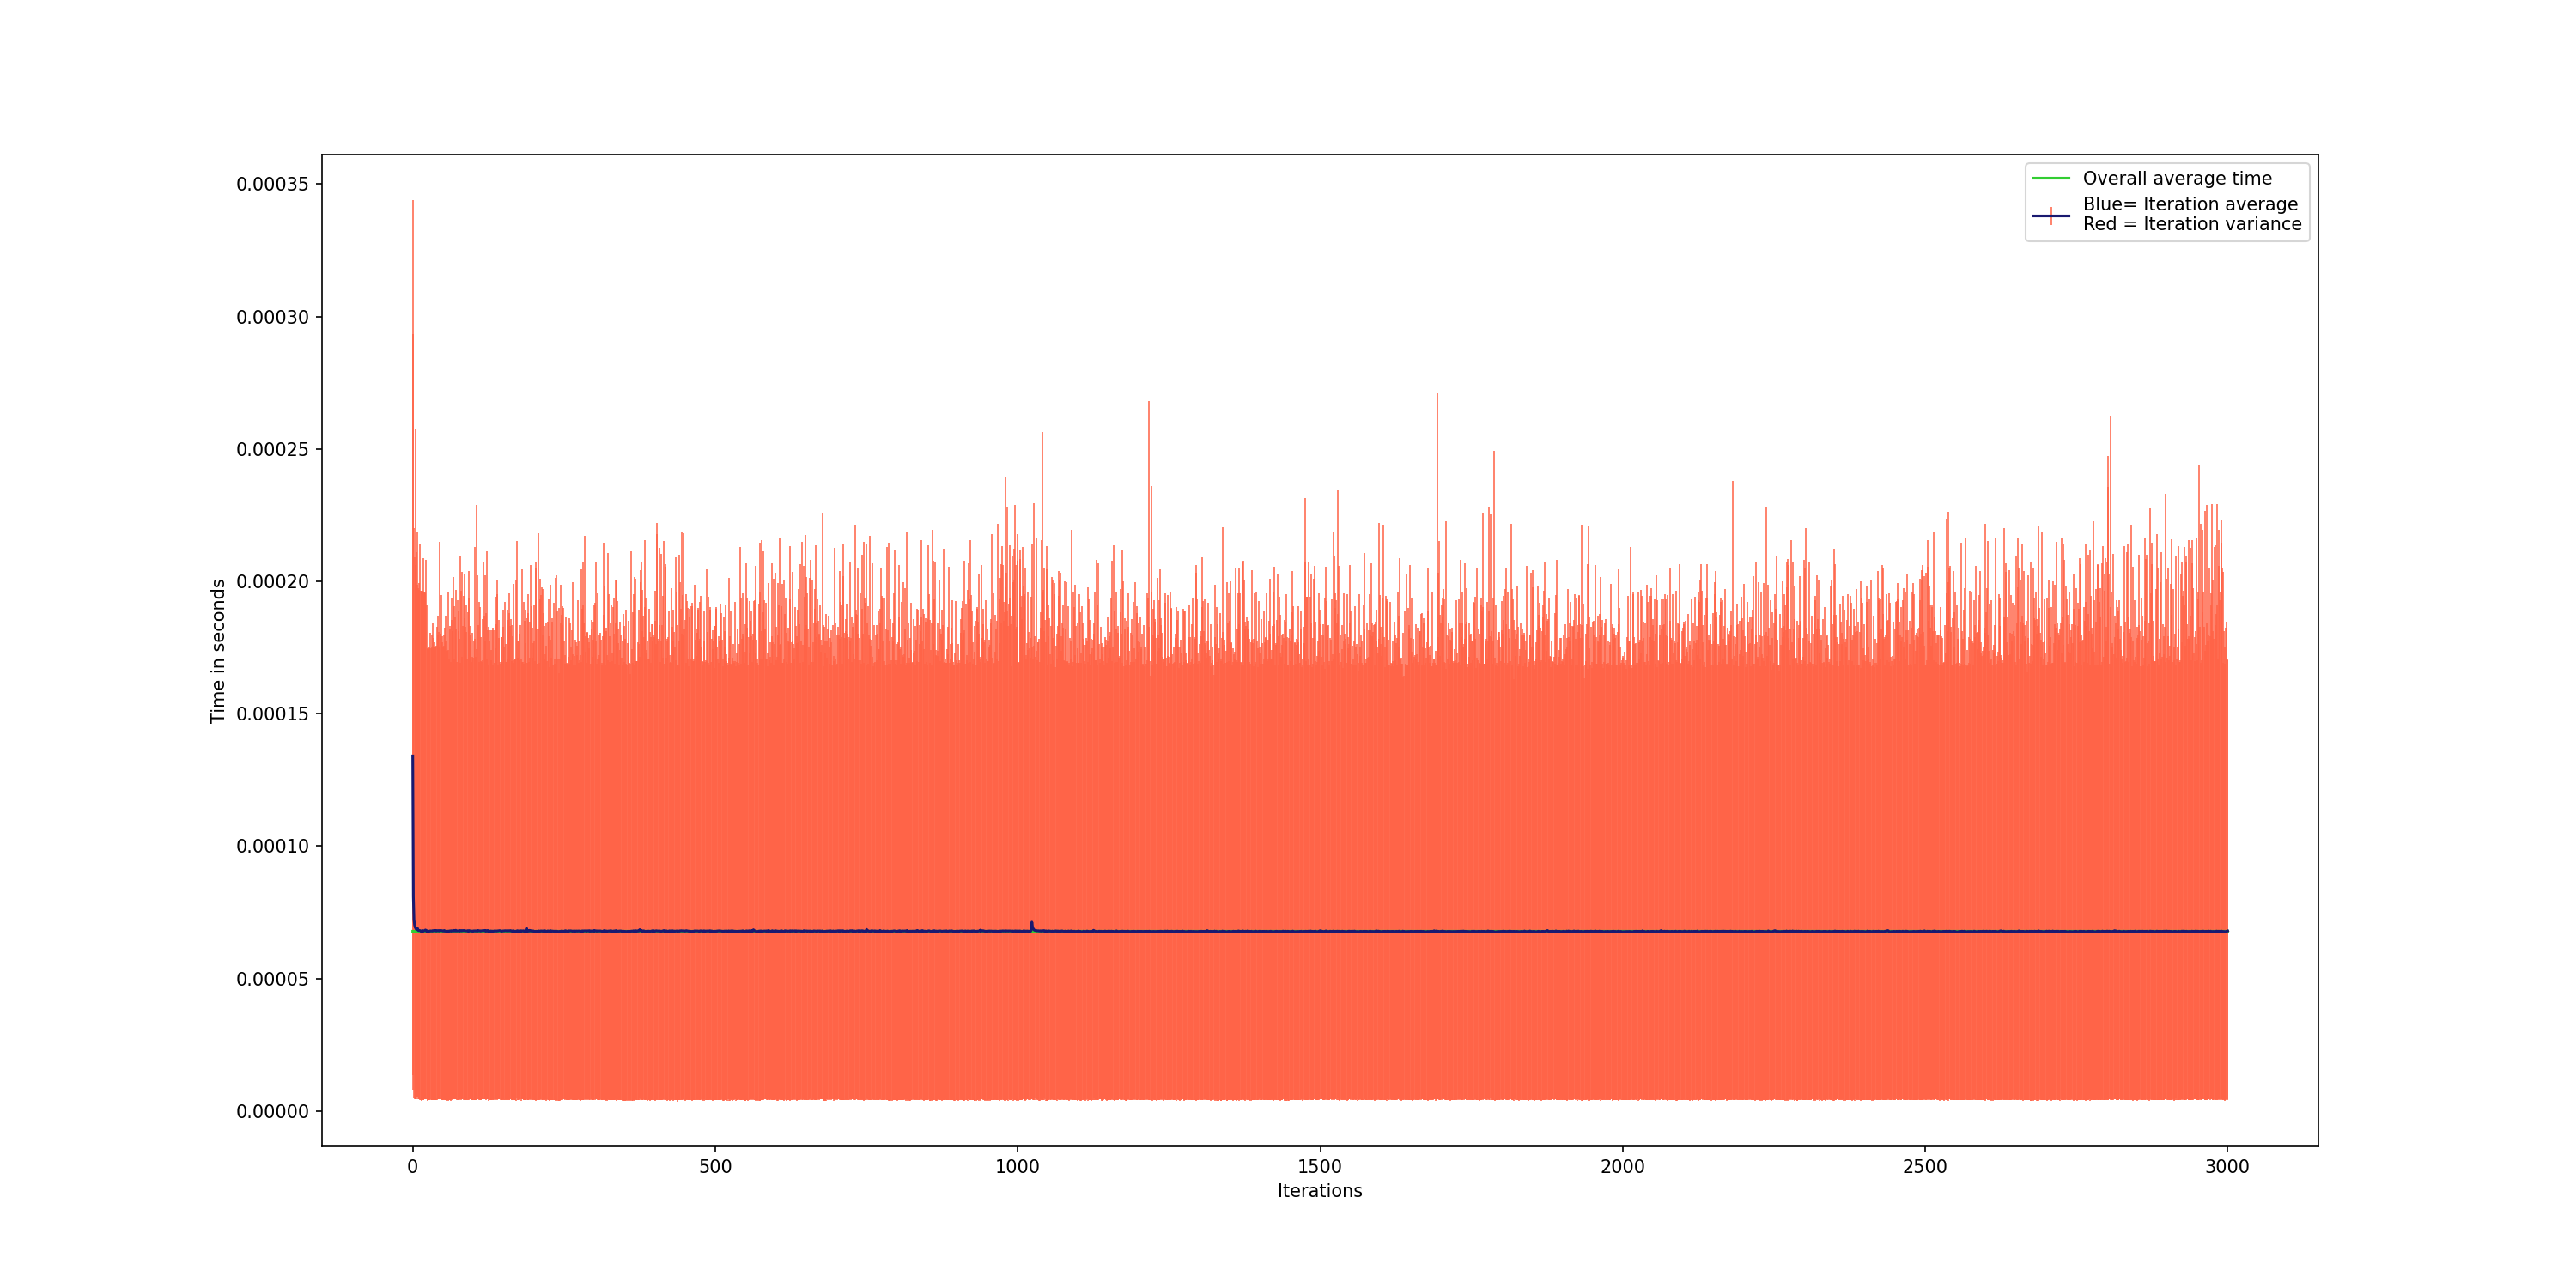 Overall average time
Blue= Iteration average
Red = Iteration variance
0.00035
0.00030
0.00025
0.00020
0.00015
0.00010
0.00005
0.00000
Time in seconds
0 500 1000 1500 2000 2500 3000
Iterations